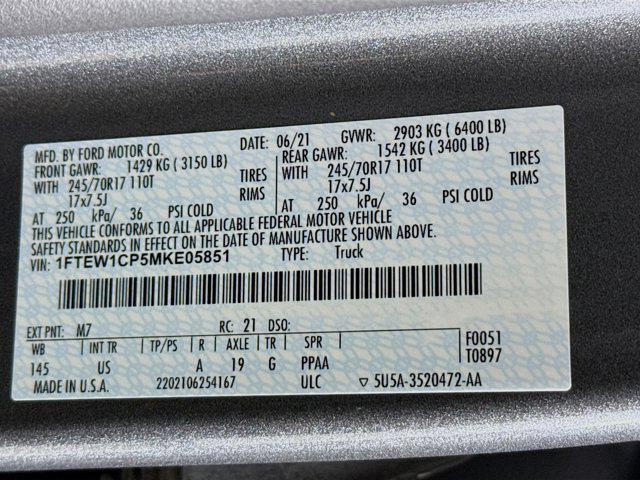 MFD. BY FORD MOTOR CO. DATE: 06/21 GVWR: 2903 KG ( 6400 LB)
FRONT GAWR: 1429 KG ( 3150 LB) REAR GAWR: 1542 KG ( 3400 LB)
WITH 245/70R17 110T TIRES WITH 245/70R17 110T TIRES
17x7.5J RIMS 17x7.5J RIMS
AT 250 kPa/ 36 PSI COLD AT 250 kPa/ 36 PSI COLD
THIS VEHICLE CONFORMS TO ALL APPLICABLE FEDERAL MOTOR VEHICLE
SAFETY STANDARDS IN EFFECT ON THE DATE OF MANUFACTURE SHOWN ABOVE.
VIN: 1FTEW1CP5MKE05851 TYPE: Truck
EXT PNT: M7 RC: 21 DSO: F0051
WB INT TR TP/PS R AXLE TR SPR T0897
145 US A 19 G PPAA
MADE IN U.S.A. 2202106254167 ULC ▽ 5U5A-3520472-AA